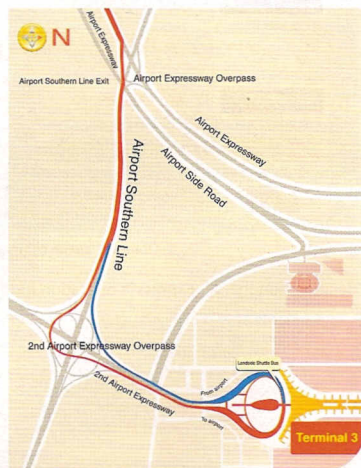 N
Airport Expressway
Airport Southern Line Exit
Airport Expressway Overpass
Airport Expressway
Airport Side Road
Airport Southern Line
2nd Airport Expressway Overpass
2nd Airport Expressway
From airport
To airport
Landside Shuttle Bus
Terminal 3